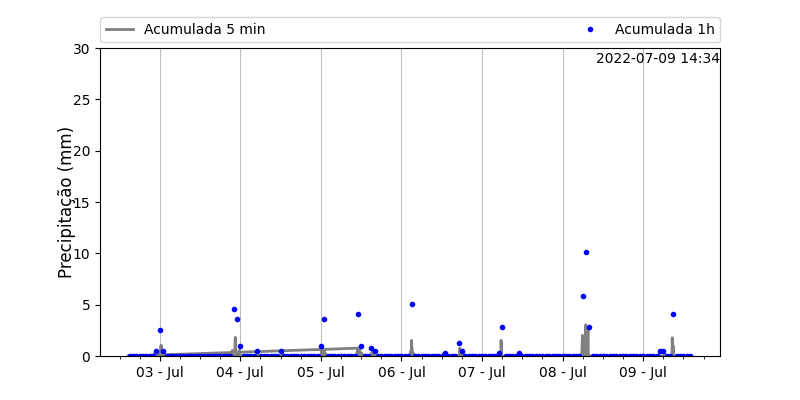 Acumulada 5 min
Acumulada 1h
2022-07-09 14:34
Precipitação (mm)
30
25
20
15
10
5
0
03 - Jul
04 - Jul
05 - Jul
06 - Jul
07 - Jul
08 - Jul
09 - Jul